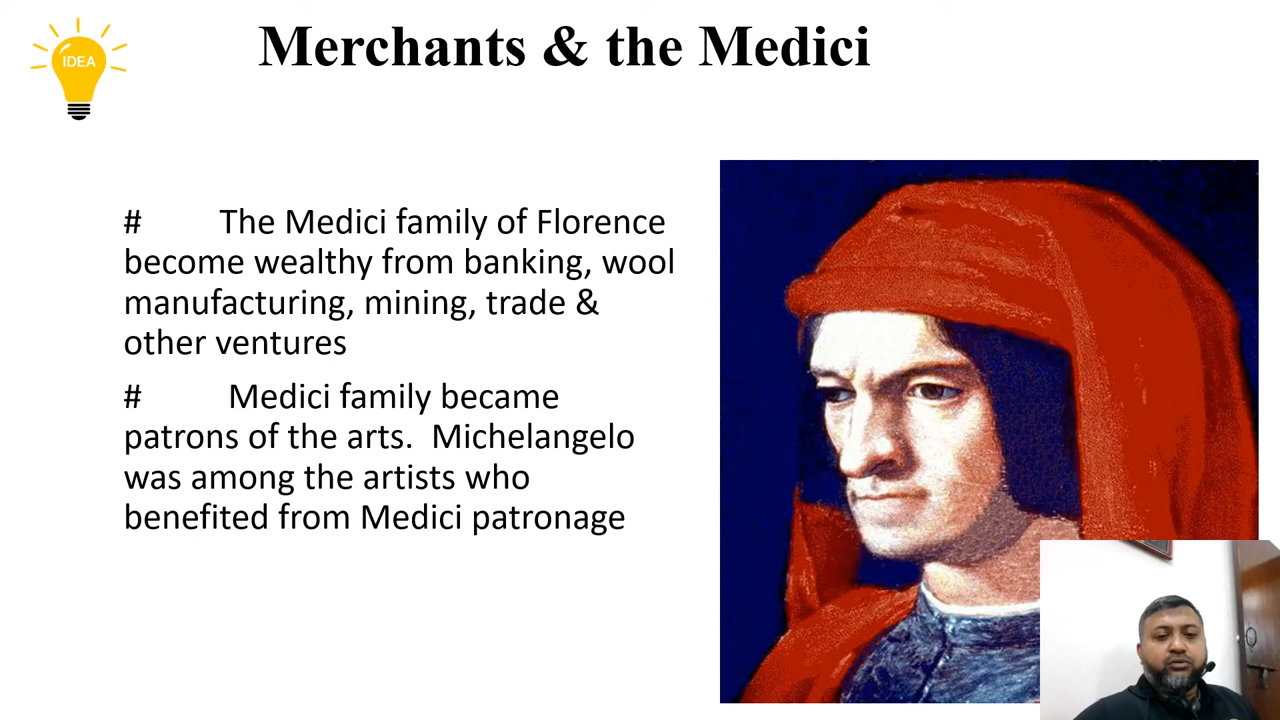 IDEA
Merchants & the Medici
# The Medici family of Florence
become wealthy from banking, wool
manufacturing, mining, trade &
other ventures
# Medici family became
patrons of the arts.  Michelangelo
was among the artists who
benefited from Medici patronage